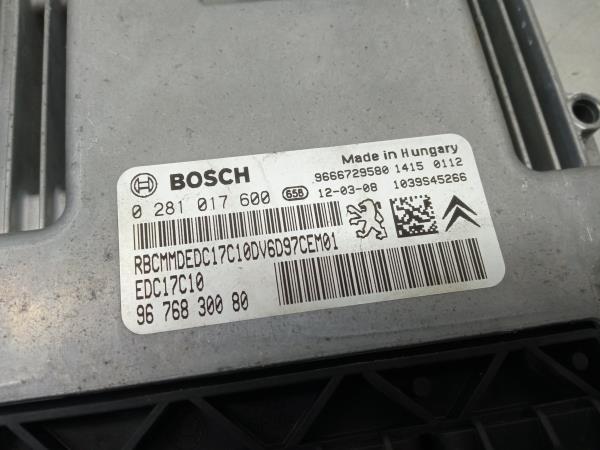 Made in Hungary
BOSCH
.9666729580 1415 0112
0 281 017 600 656 12-03-08 1039S45266
RBCMMDEDC17C10DV6D97CEM01
EDC17C10
96 768 300 80